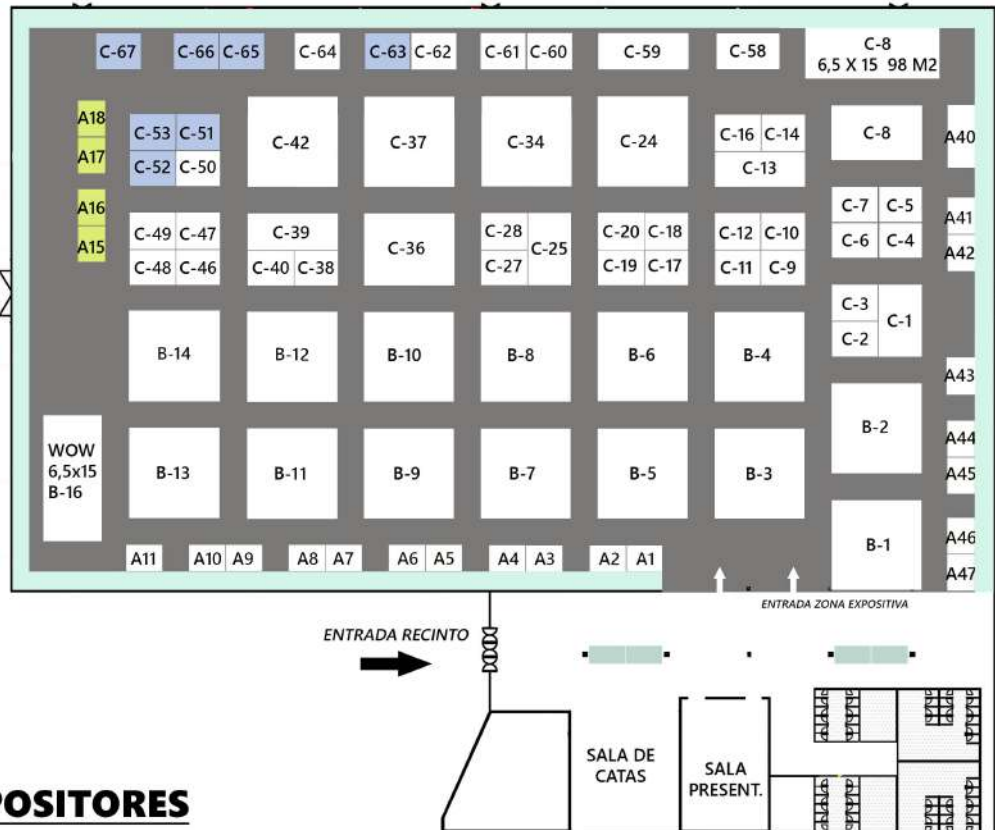 C-67
C-66 C-65
C-64
C-63 C-62
C-61 C-60
C-59
C-58
C-8
6,5 X 15 98 M2
A18
A17
C-53 C-51
C-52 C-50
C-42
C-37
C-34
C-24
C-16 C-14
C-13
C-8
A40
A16
A15
C-49 C-47
C-48 C-46
C-39
C-40 C-38
C-36
C-28
C-27
C-25
C-20 C-18
C-19 C-17
C-12 C-10
C-11 C-9
C-7 C-5
C-6 C-4
A41
A42
C-3
C-2
C-1
B-14
B-12
B-10
B-8
B-6
B-4
A43
B-2
A44
A45
WOW
6,5x15
B-16
B-13
B-11
B-9
B-7
B-5
B-3
B-1
A46
A47
A11
A10 A9
A8 A7
A6 A5
A4 A3
A2 A1
ENTRADA ZONA EXPOSITIVA
ENTRADA RECINTO
SALA DE
CATAS
SALA
PRESENT.
POSITORES